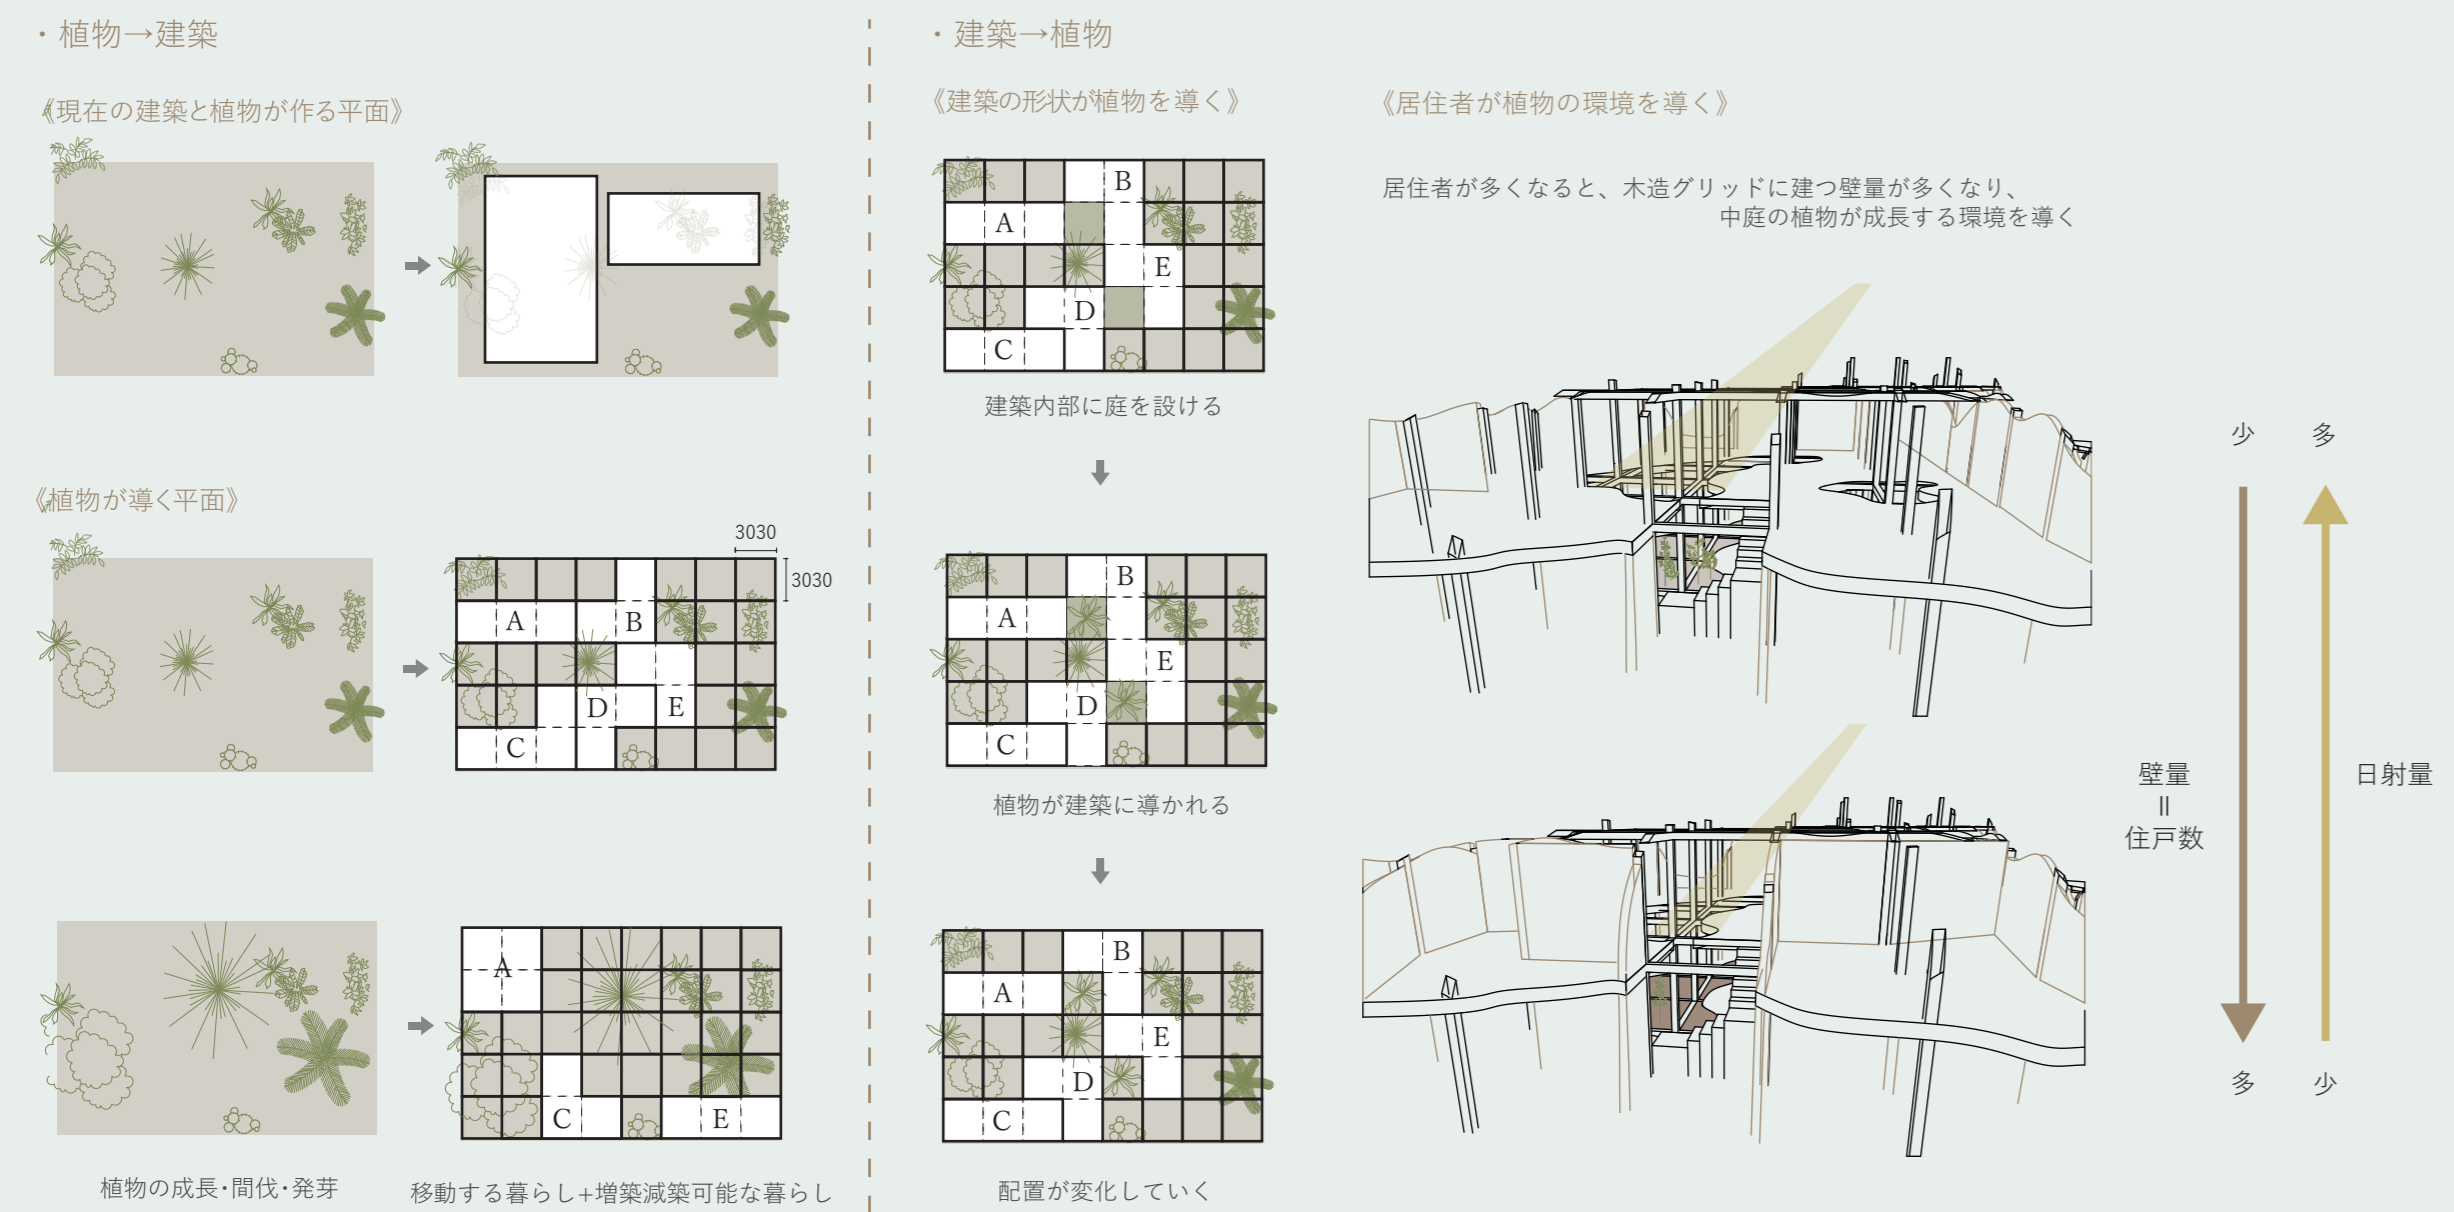 ・植物→建築
《現在の建築と植物が作る平面》
《植物が導く平面》
3030
3030
A
B
D
E
C
A
C
E
植物の成長・間伐・発芽
移動する暮らし+増築減築可能な暮らし
・建築→植物
《建築の形状が植物を導く》
B
A
E
D
C
建築内部に庭を設ける
B
A
E
D
C
植物が建築に導かれる
B
A
E
D
C
配置が変化していく
《居住者が植物の環境を導く》
居住者が多くなると、木造グリッドに建つ壁量が多くなり、
中庭の植物が成長する環境を導く
少
多
壁量
=
住戸数
日射量
多
少